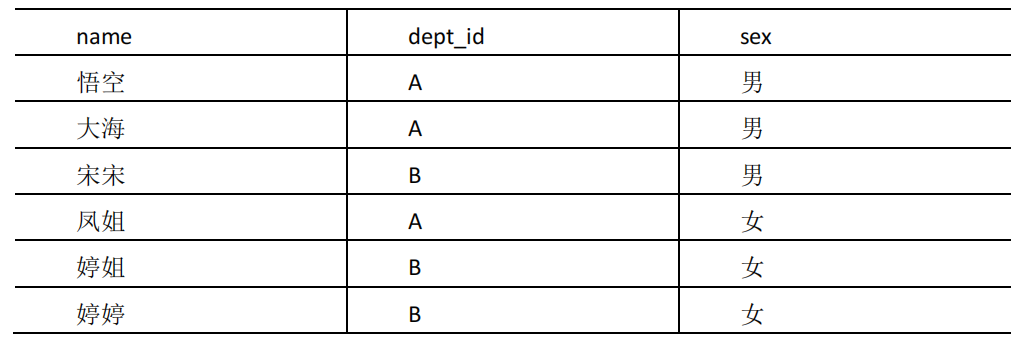 name dept_id sex
悟空 A 男
大海 A 男
宋宋 B 男
凤姐 A 女
婷姐 B 女
婷婷 B 女